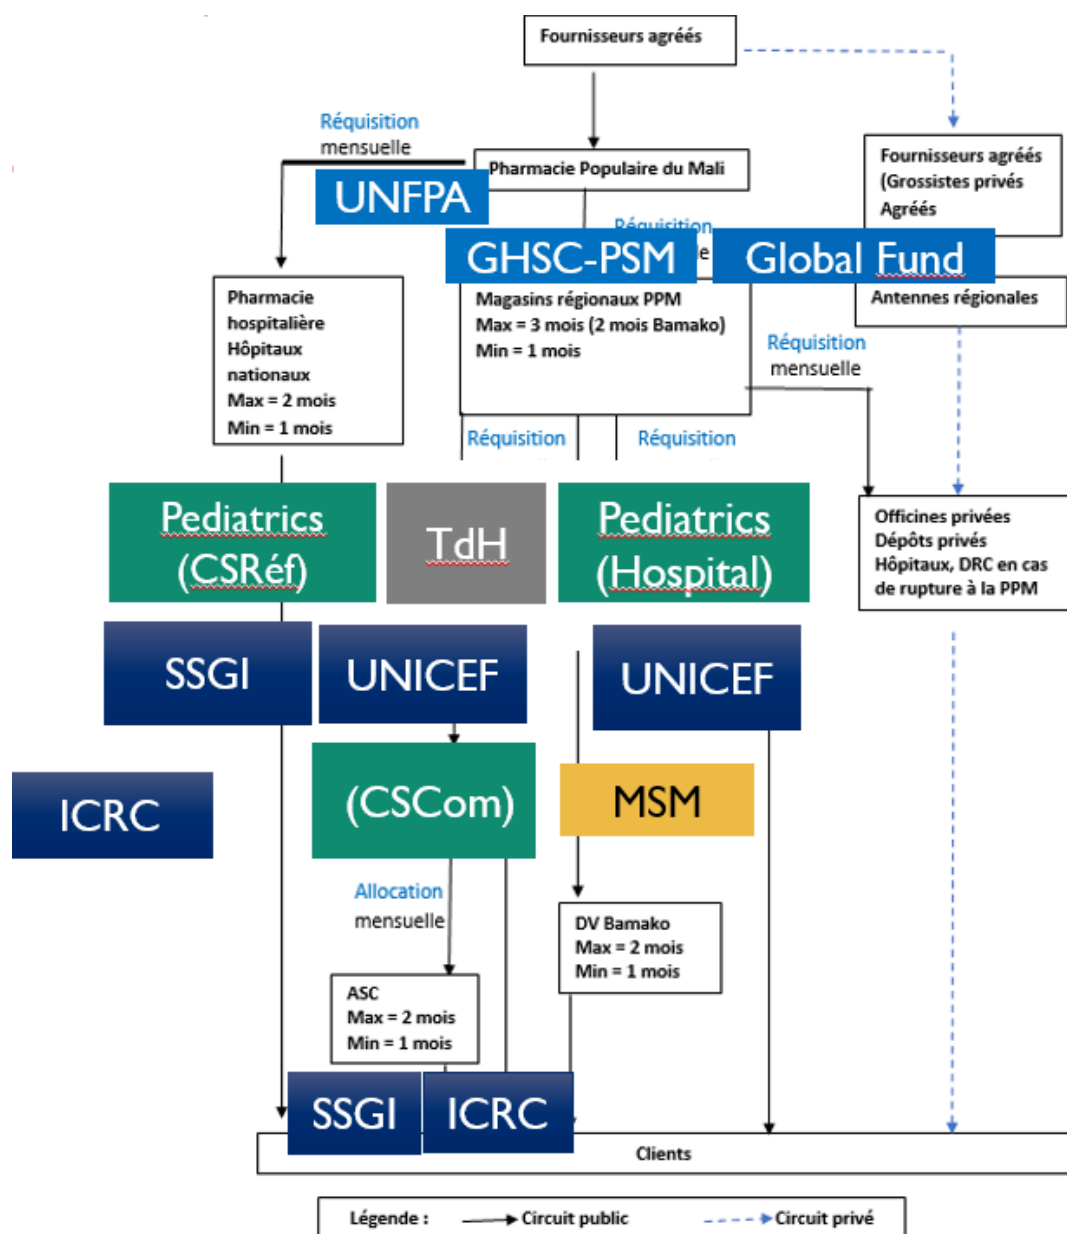 Fournisseurs agréés
Réquisition
mensuelle
Pharmacie Populaire du Mali
Fournisseurs agréés
(Grossistes privés
Agréés
UNFPA
Réquisition
le
GHSC-PSM
Global Fund
Pharmacie
hospitalière
Hôpitaux
nationaux
Max = 2 mois
Min = 1 mois
Magasins régionaux PPM
Max = 3 mois (2 mois Bamako)
Min = 1 mois
Antennes régionales
Réquisition
mensuelle
Réquisition
Réquisition
Pediatrics
(CSRéf)
TdH
Pediatrics
(Hospital)
Officines privées
Dépôts privés
Hôpitaux, DRC en cas
de rupture à la PPM
SSGI
UNICEF
UNICEF
ICRC
(CSCom)
MSM
Allocation
mensuelle
DV Bamako
Max = 2 mois
Min = 1 mois
ASC
Max = 2 mois
Min = 1 mois
SSGI
ICRC
Clients
Légende : Circuit public Circuit privé